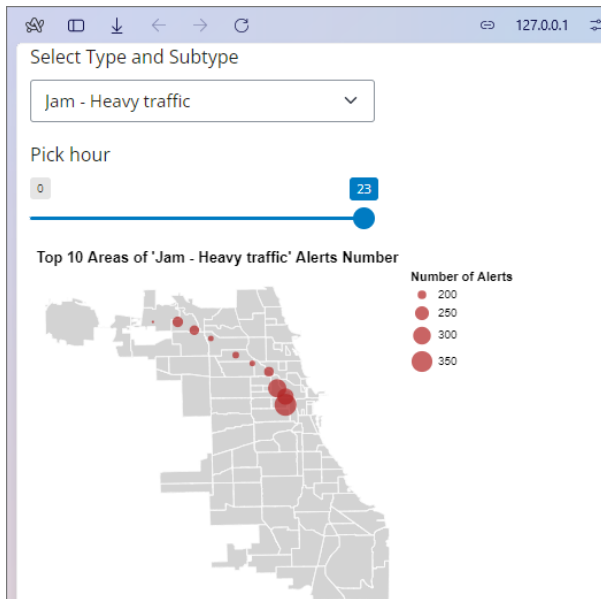 127.0.0.1
Select Type and Subtype
Jam - Heavy traffic
Pick hour
0
23
Top 10 Areas of 'Jam - Heavy traffic' Alerts Number
Number of Alerts
200
250
300
350